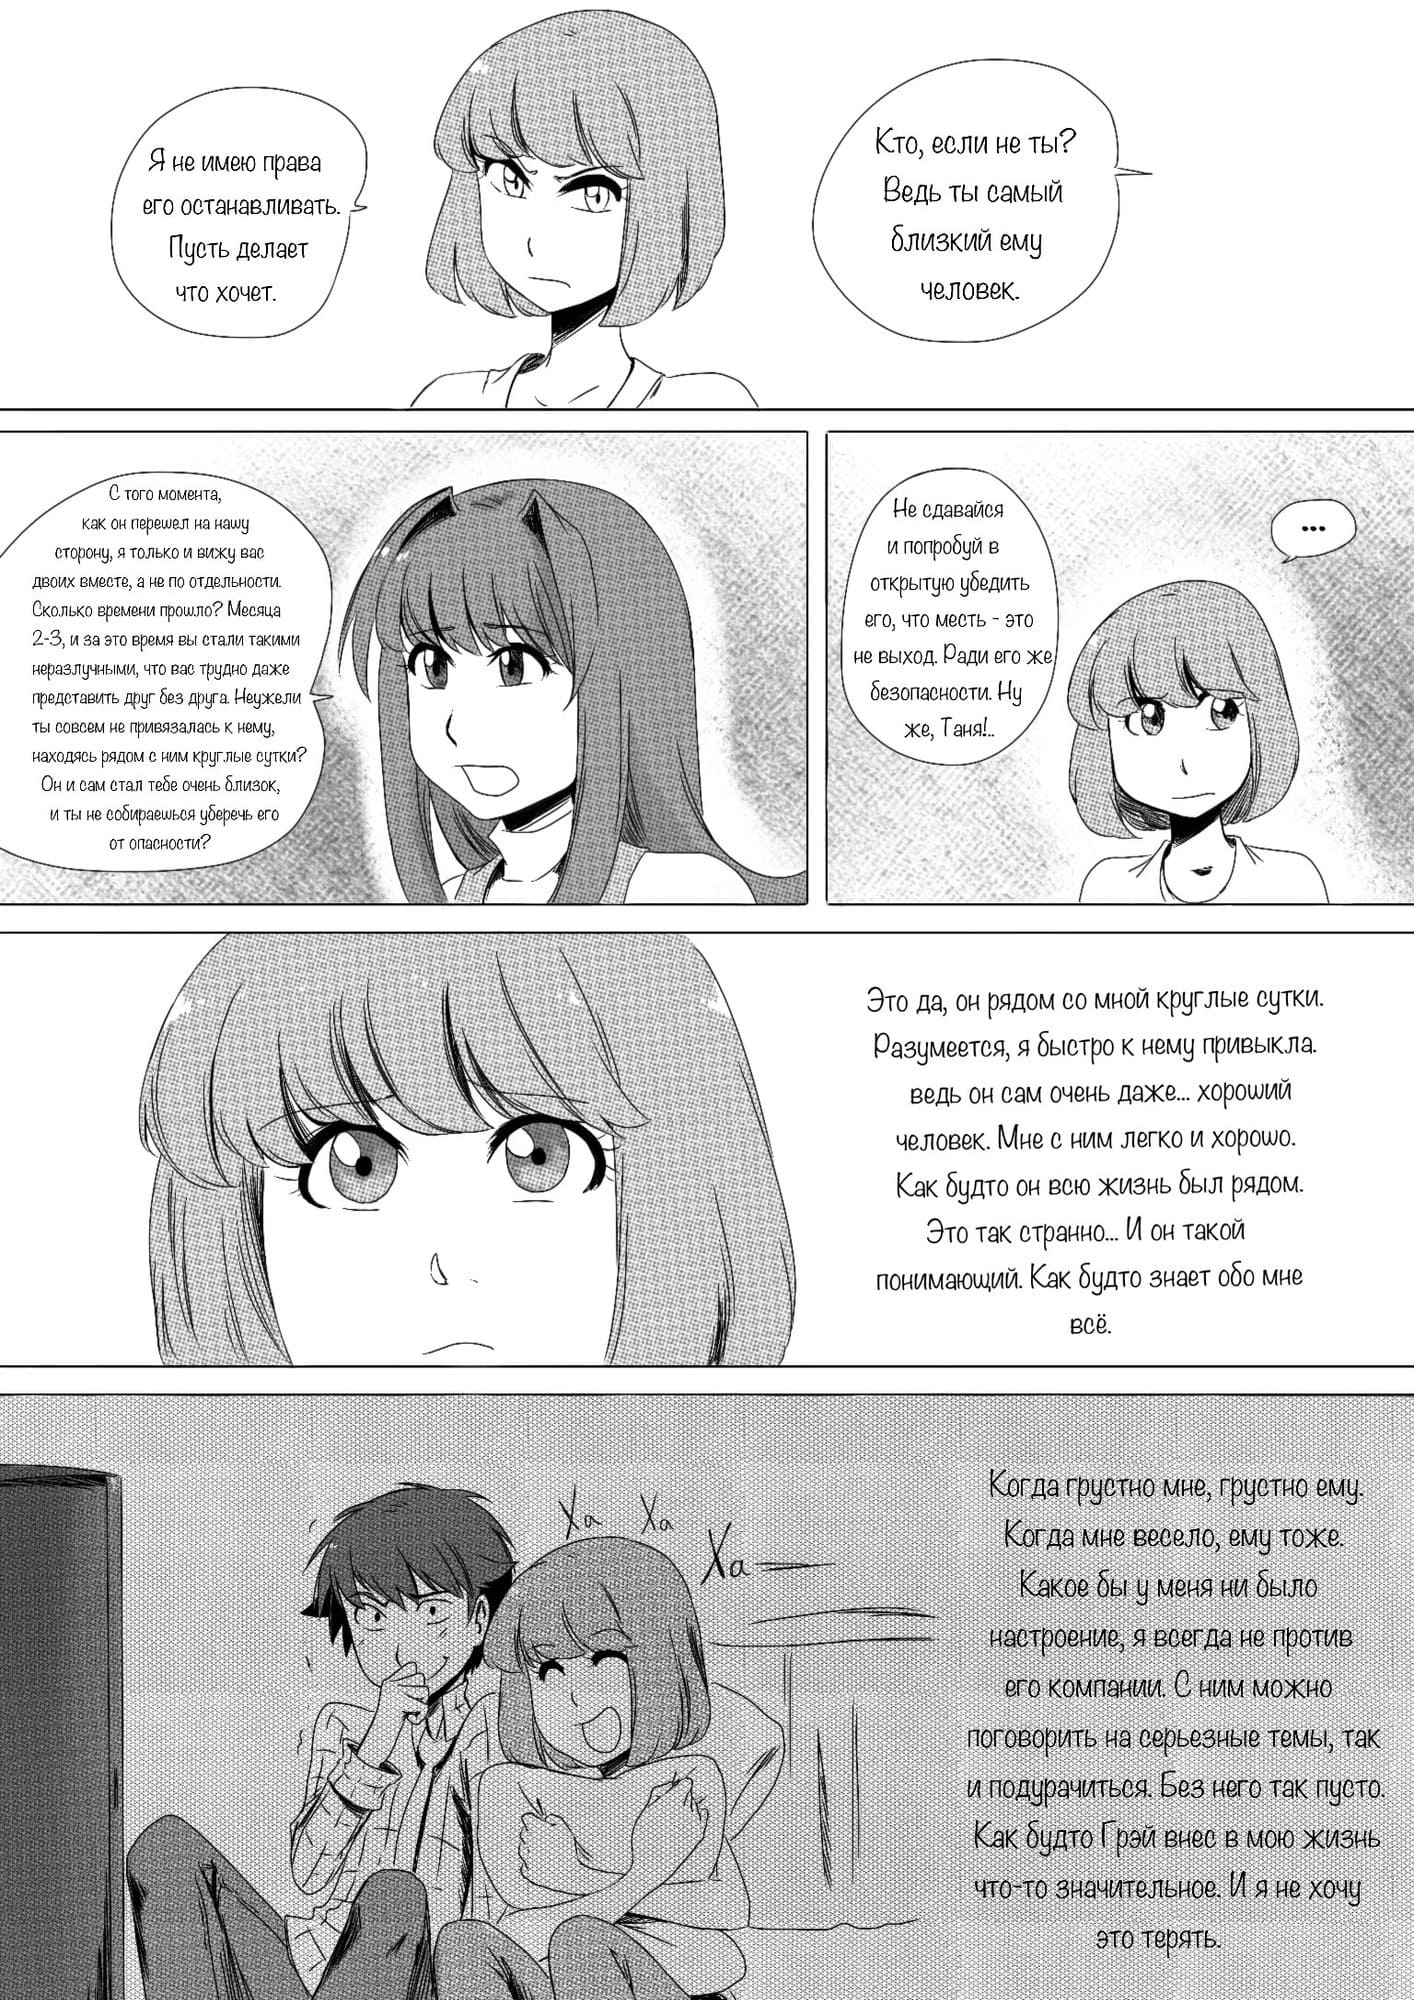 Я не имею права
его останавливать.
Пусть делает
что хочет.
Кто, если не ты?
Ведь ты самый
близкий ему
человек.
С того момента,
как он перешел на нашу
сторону, я только и вижу вас
двоих вместе, а не по отдельности.
Сколько времени прошло? Месяца
2-3, и за это время вы стали такими
неразлучными, что вас трудно даже
представить друг без друга. Неужели
ты совсем не привязалась к нему,
находясь рядом с ним круглые сутки?
Он и сам стал тебе очень близок,
и ты не собираешься уберечь его
от опасности?
Не сдавайся
и попробуй в
открытую убедить
его, что месть - это
не выход. Ради его же
безопасности. Ну
же, Таня!..
...
Это да, он рядом со мной круглые сутки.
Разумеется, я быстро к нему привыкла.
ведь он сам очень даже... хороший
человек. Мне с ним легко и хорошо.
Как будто он всю жизнь был рядом.
Это так странно... И он такой
понимающий. Как будто знает обо мне
всё.
Ха Ха
Ха
Когда грустно мне, грустно ему.
Когда мне весело, ему тоже.
Какое бы у меня ни было
настроение, я всегда не против
его компании. С ним можно
поговорить на серьезные темы, так
и подурачиться. Без него так пусто.
Как будто Грэй внес в мою жизнь
что-то значительное. И я не хочу
это терять.